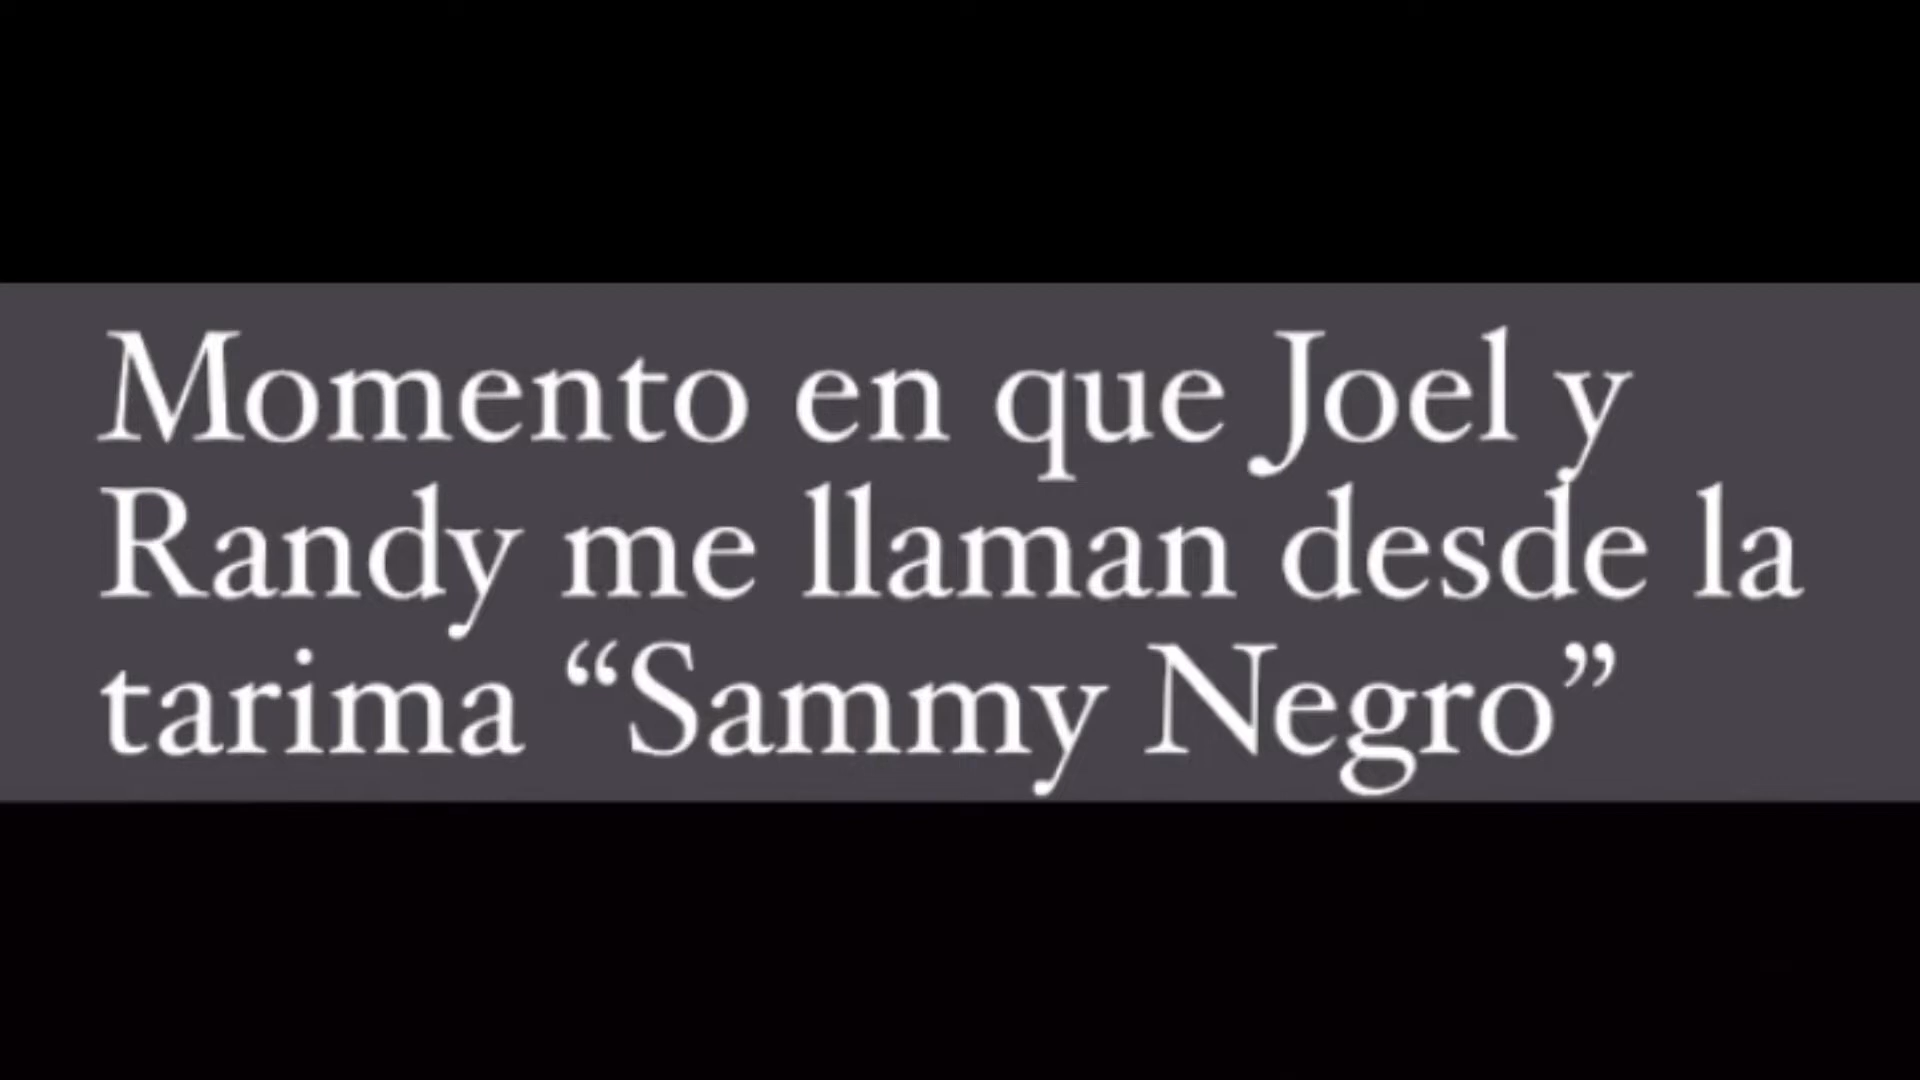 Momento en que Joel y
Randy me llaman desde la
tarima “Sammy Negro”